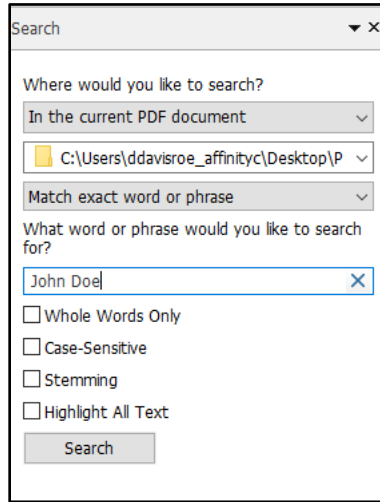 Search
Where would you like to search?
In the current PDF document
C:\Users\ddavisroe_affinityc\Desktop\P
Match exact word or phrase
What word or phrase would you like to search
for?
John Doe
Whole Words Only
Case-Sensitive
Stemming
Highlight All Text
Search